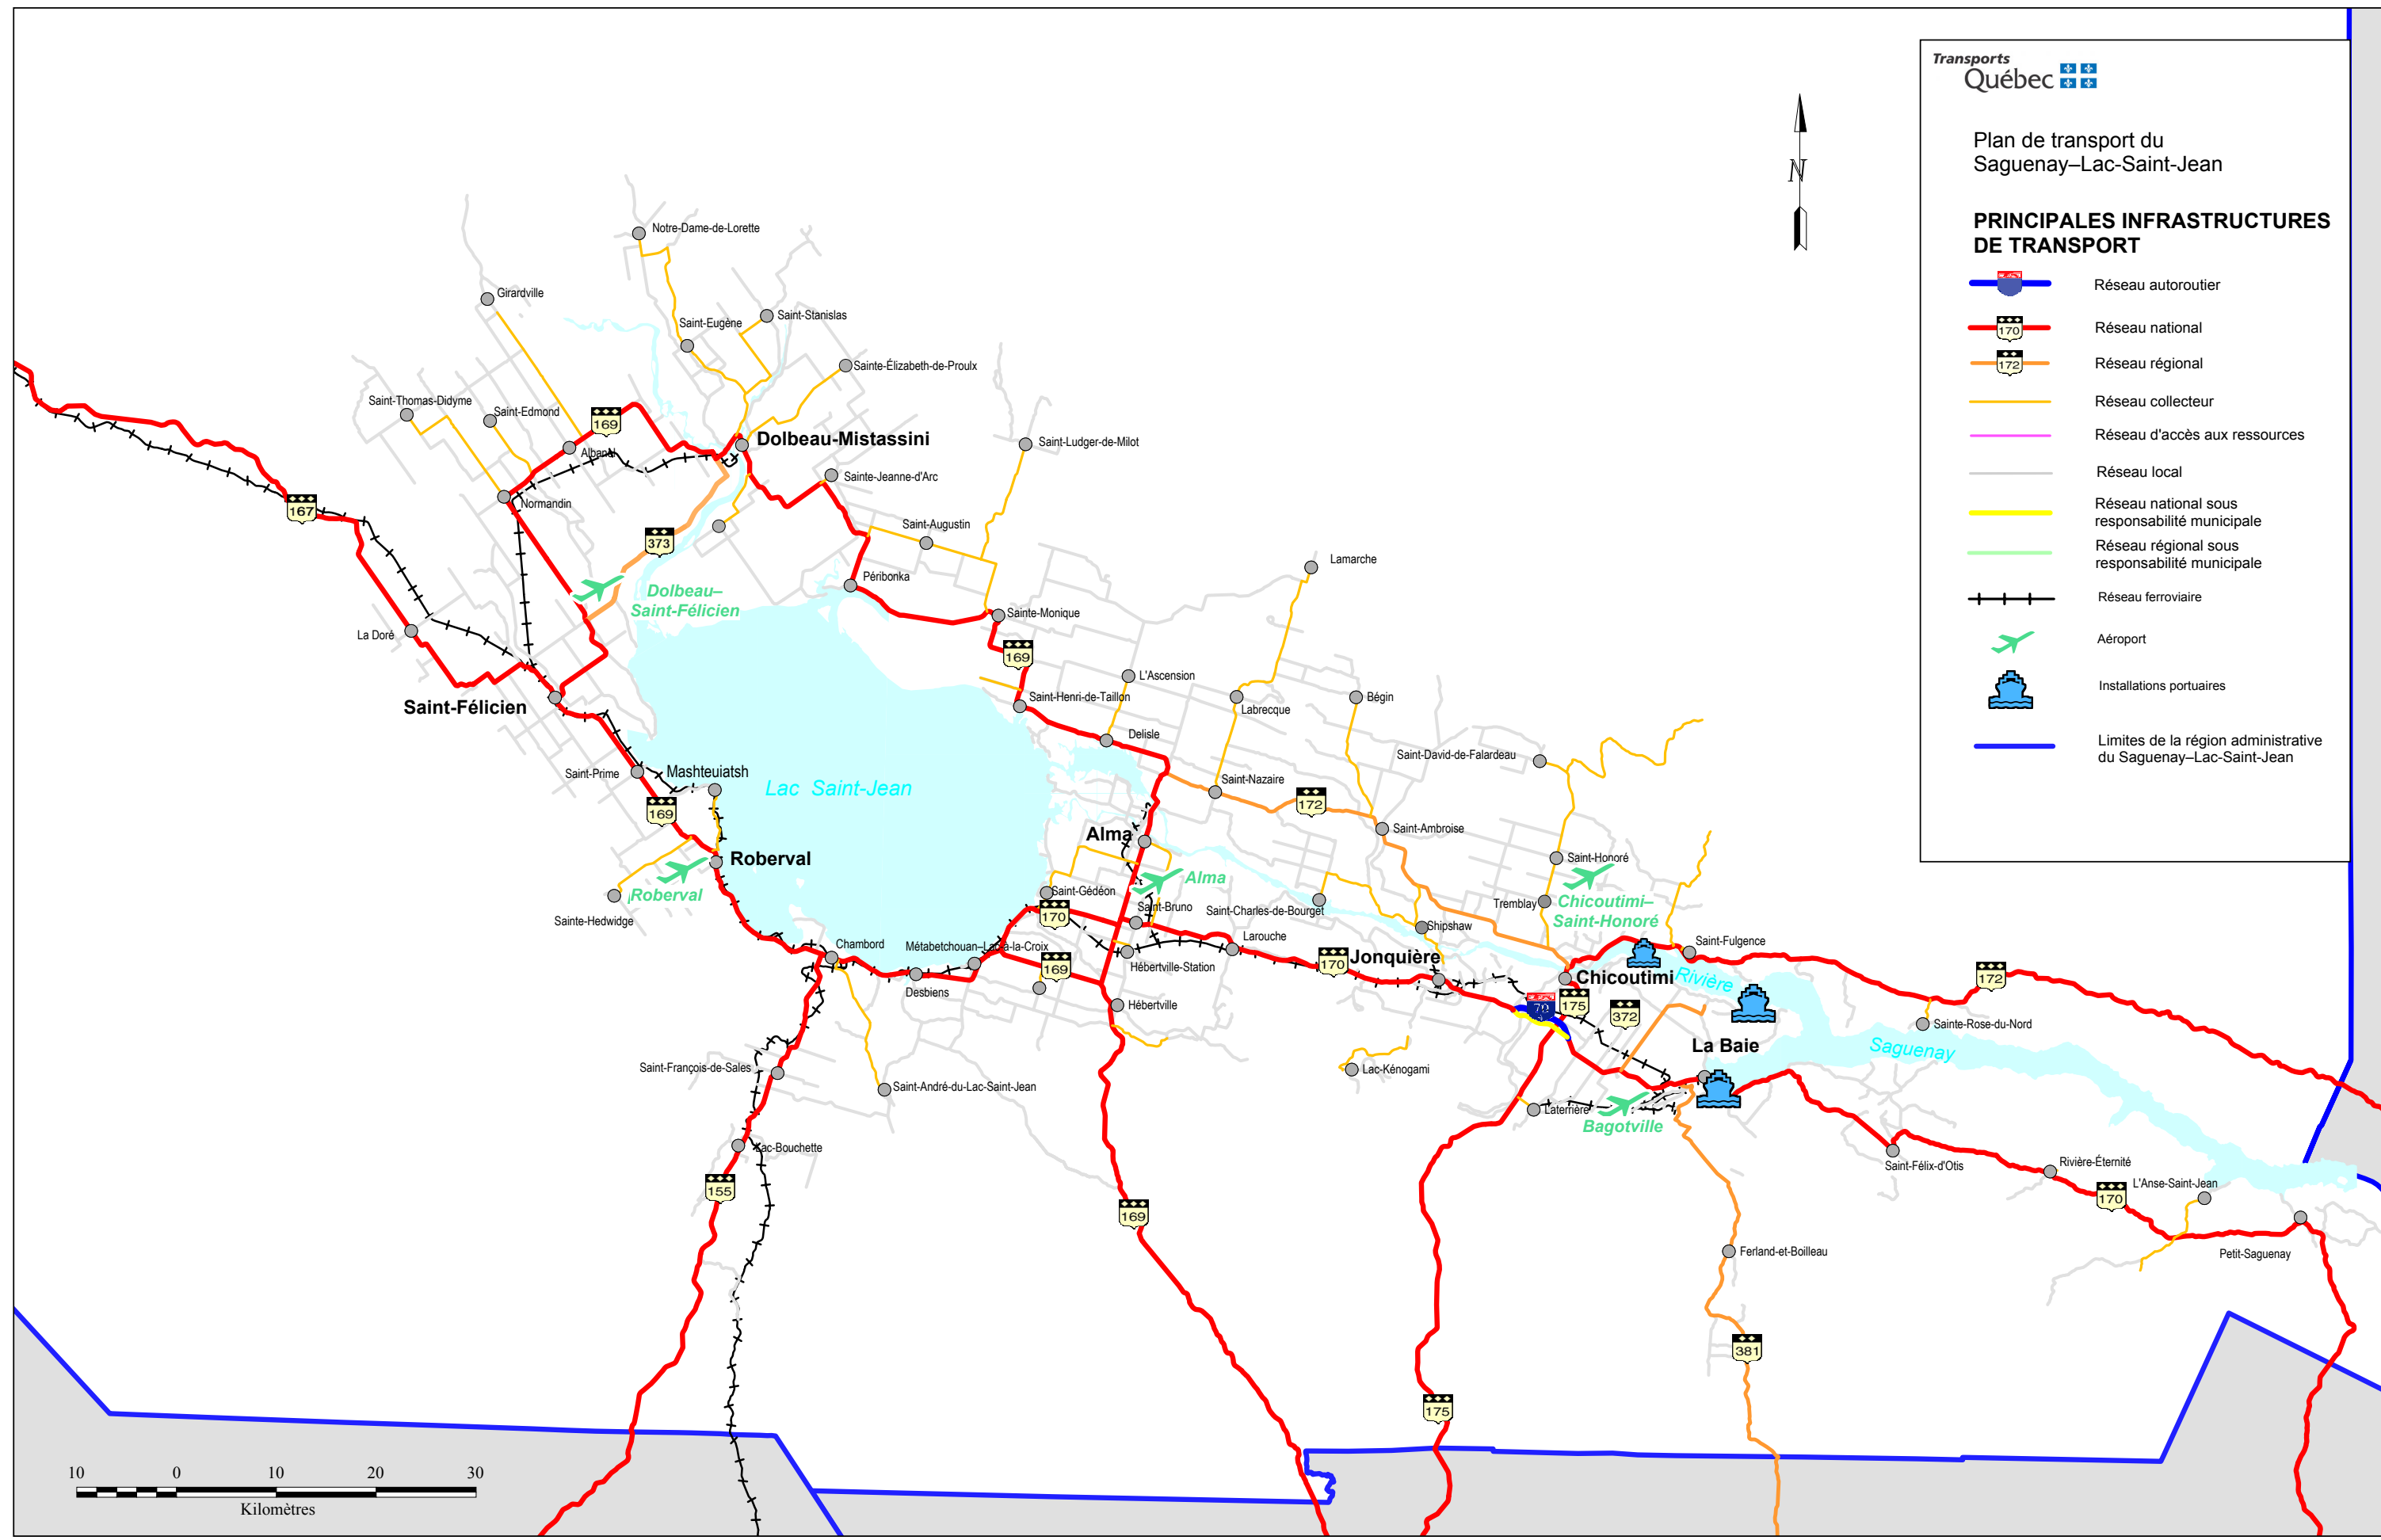 Transports
Québec
Plan de transport du
Saguenay–Lac-Saint-Jean
PRINCIPALES INFRASTRUCTURES
DE TRANSPORT
Réseau autoroutier
170
Réseau national
172
Réseau régional
Réseau collecteur
Réseau d'accès aux ressources
Réseau local
Réseau national sous
responsabilité municipale
Réseau régional sous
responsabilité municipale
Réseau ferroviaire
Aéroport
Installations portuaires
Limites de la région administrative
du Saguenay–Lac-Saint-Jean
N
Notre-Dame-de-Lorette
Girardville
Saint-Eugène
Saint-Stanislas
Sainte-Élizabeth-de-Proulx
Saint-Thomas-Didyme
Saint-Edmond
169
Albanel
Dolbeau-Mistassini
Saint-Ludger-de-Milot
Sainte-Jeanne-d'Arc
Normandin
167
Saint-Augustin
373
Lamarche
Péribonka
Dolbeau–
Saint-Félicien
Sainte-Monique
La Doré
169
L'Ascension
Saint-Henri-de-Taillon
Labrecque
Bégin
Saint-Félicien
Delisle
Saint-David-de-Falardeau
Saint-Prime
Mashteuiatsh
Lac Saint-Jean
Saint-Nazaire
172
169
Saint-Ambroise
Alma
Roberval
Saint-Honoré
Roberval
Alma
Saint-Gédéon
170
Saint-Bruno
Saint-Charles-de-Bourget
Tremblay
Chicoutimi–
Saint-Honoré
Sainte-Hedwidge
Shipshaw
Chambord
Métabetchouan–Lac-à-la-Croix
Larouche
Saint-Fulgence
169
Hébertville-Station
170
Jonquière
Chicoutimi
Rivière
172
Desbiens
Hébertville
70
175
372
Sainte-Rose-du-Nord
La Baie
Saguenay
Saint-François-de-Sales
Saint-André-du-Lac-Saint-Jean
Lac-Kénogami
Laterrière
Bagotville
Lac-Bouchette
Saint-Félix-d'Otis
Rivière-Éternité
L'Anse-Saint-Jean
155
170
169
Ferland-et-Boilleau
Petit-Saguenay
381
175
10 0 10 20 30
Kilomètres